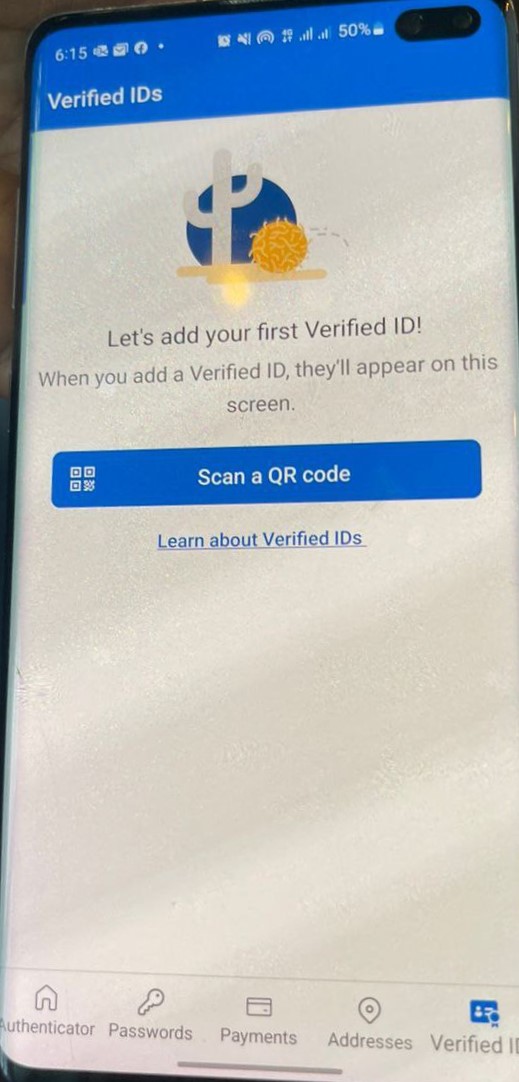 6:15
50%
Verified IDs
Let's add your first Verified ID!
When you add a Verified ID, they'll appear on this
screen.
Scan a QR code
Learn about Verified IDs
Authenticator Passwords Payments Addresses Verified ID